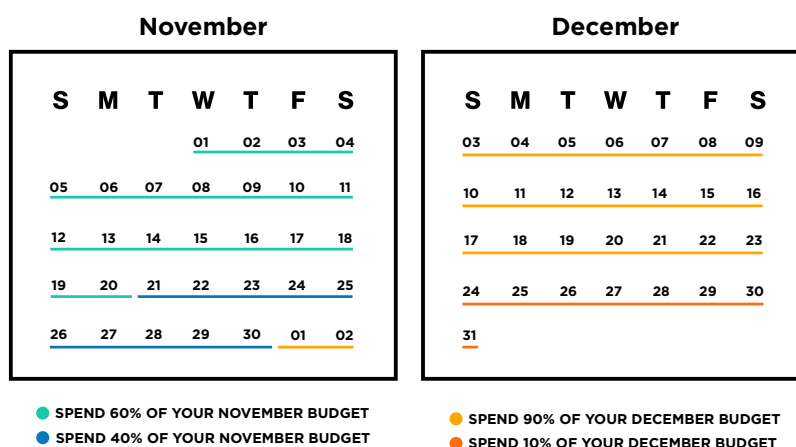 November
S M T W T F S
01 02 03 04
05 06 07 08 09 10 11
12 13 14 15 16 17 18
19 20 21 22 23 24 25
26 27 28 29 30 01 02
SPEND 60% OF YOUR NOVEMBER BUDGET
SPEND 40% OF YOUR NOVEMBER BUDGET
December
S M T W T F S
03 04 05 06 07 08 09
10 11 12 13 14 15 16
17 18 19 20 21 22 23
24 25 26 27 28 29 30
31
SPEND 90% OF YOUR DECEMBER BUDGET
SPEND 10% OF YOUR DECEMBER BUDGET